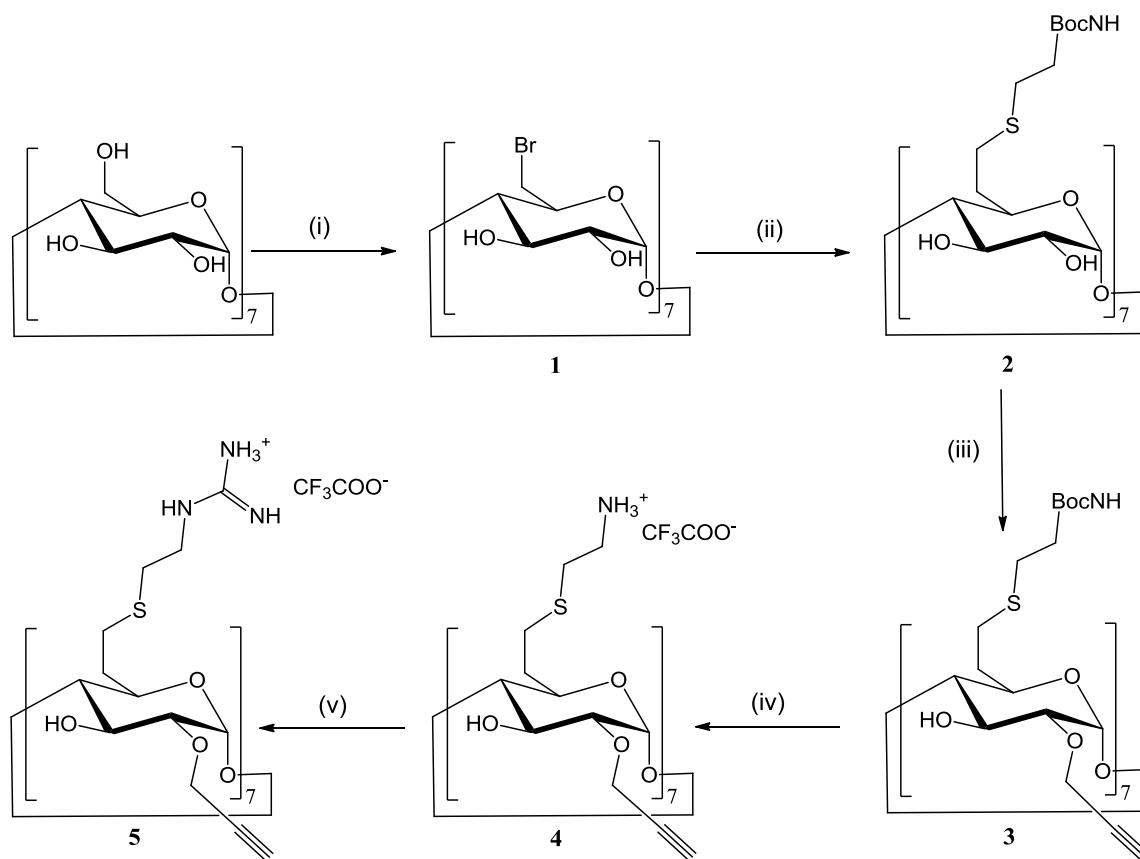 OH
O
HO
OH
O
7
(i)
Br
O
HO
OH
O
7
1
(ii)
BocNH
S
O
HO
OH
O
7
2
(iii)
BocNH
S
O
HO
O
O
7
3
(iv)
NH3+
CF3COO-
S
O
HO
O
O
7
4
(v)
NH3+
CF3COO-
HN
NH
S
O
HO
O
O
7
5